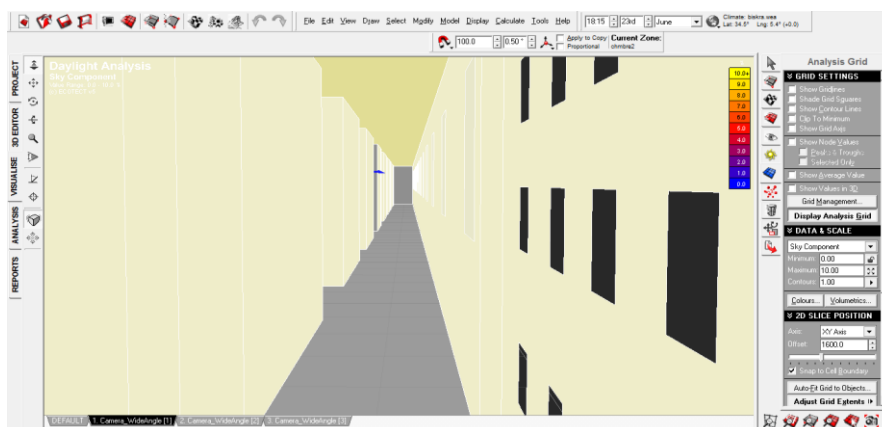 File Edit View Draw Select Modify Model Display Calculate Tools Help
18:15 23rd June
Climate: biskra.wea
Lat: 34.5° Lng: 5.4° (+0.0)
100.0 0.50°
Apply to Copy
Proportional
Current Zone:
chmbre2
PROJECT
3D EDITOR
VISUALISE
ANALYSIS
REPORTS
Daylight Analysis
Sky Component
10.0+
9.0
8.0
7.0
6.0
5.0
4.0
3.0
2.0
1.0
0.0
Analysis Grid
GRID SETTINGS
Show Gridlines
Shade Grid Squares
Show Contour Lines
Clip To Minimum
Show Grid Axis
Show Node Values
Peaks & Troughs
Selected Only
Show Average Value
Show Values in 3D
Grid Management...
Display Analysis Grid
DATA & SCALE
Sky Component
Minimum: 0.00
Maximum: 10.00
Contours: 1.00
Colours... Volumetrics...
2D SLICE POSITION
Axis: XY Axis
Offset: 1600.0
Snap to Cell Boundary
Auto-Fit Grid to Objects...
Adjust Grid Extents
DEFAULT 1. Camera_WideAngle [1] 2. Camera_WideAngle [2] 3. Camera_WideAngle [3]